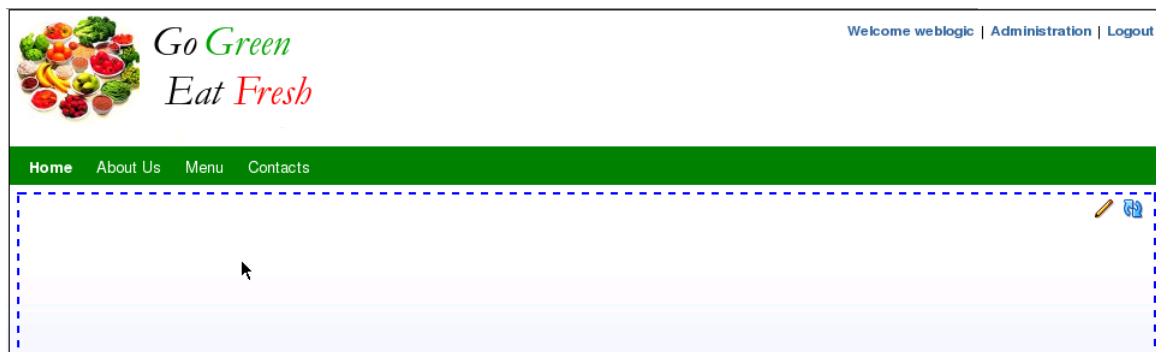 Go Green
Eat Fresh
Welcome weblogic | Administration | Logout
Home About Us Menu Contacts